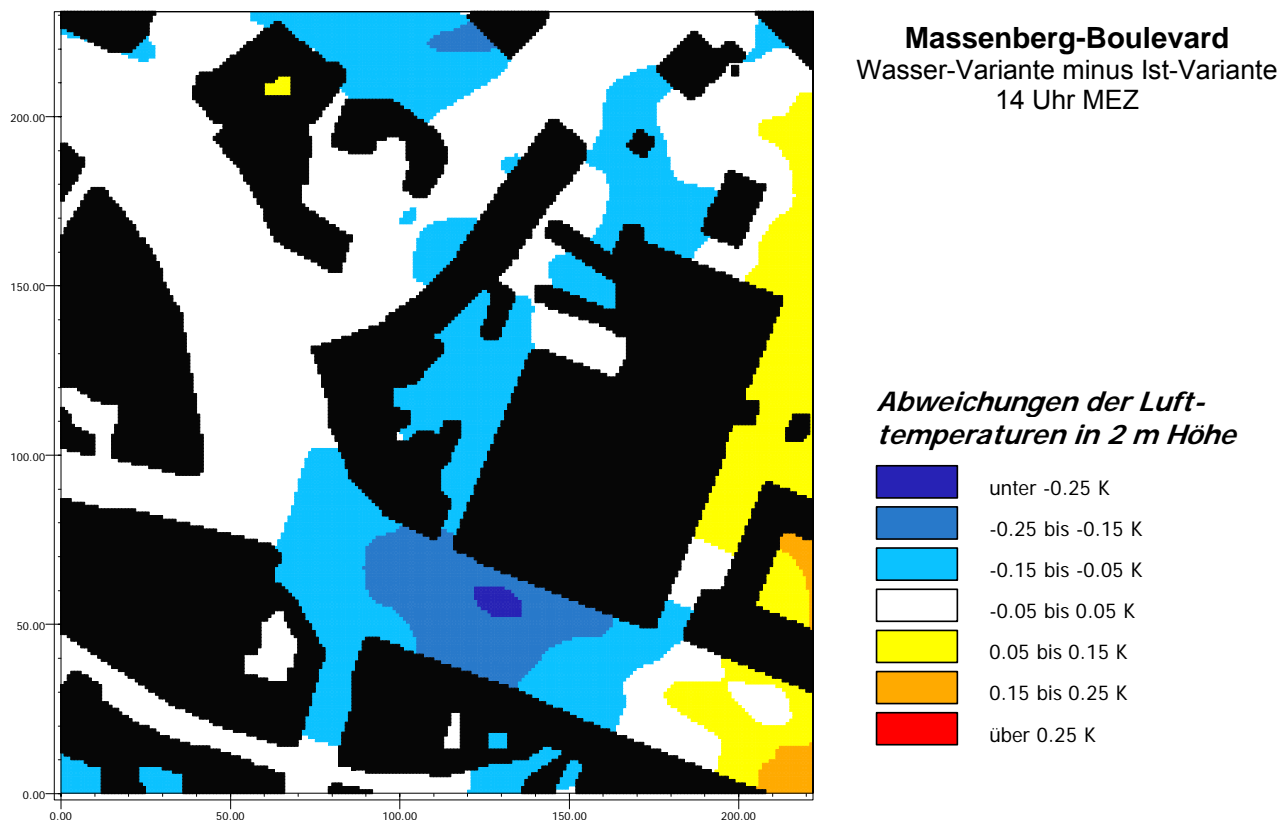 Massenberg-Boulevard
Wasser-Variante minus Ist-Variante
14 Uhr MEZ
200.00
150.00
100.00
50.00
0.00
0.00
50.00
100.00
150.00
200.00
Abweichungen der Luft-
temperaturen in 2 m Höhe
unter -0.25 K
-0.25 bis -0.15 K
-0.15 bis -0.05 K
-0.05 bis 0.05 K
0.05 bis 0.15 K
0.15 bis 0.25 K
über 0.25 K